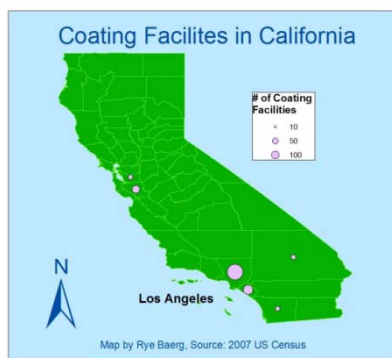 Coating Facilites in California
# of Coating
Facilities
10
50
100
N
Los Angeles
Map by Rye Baerg, Source: 2007 US Census